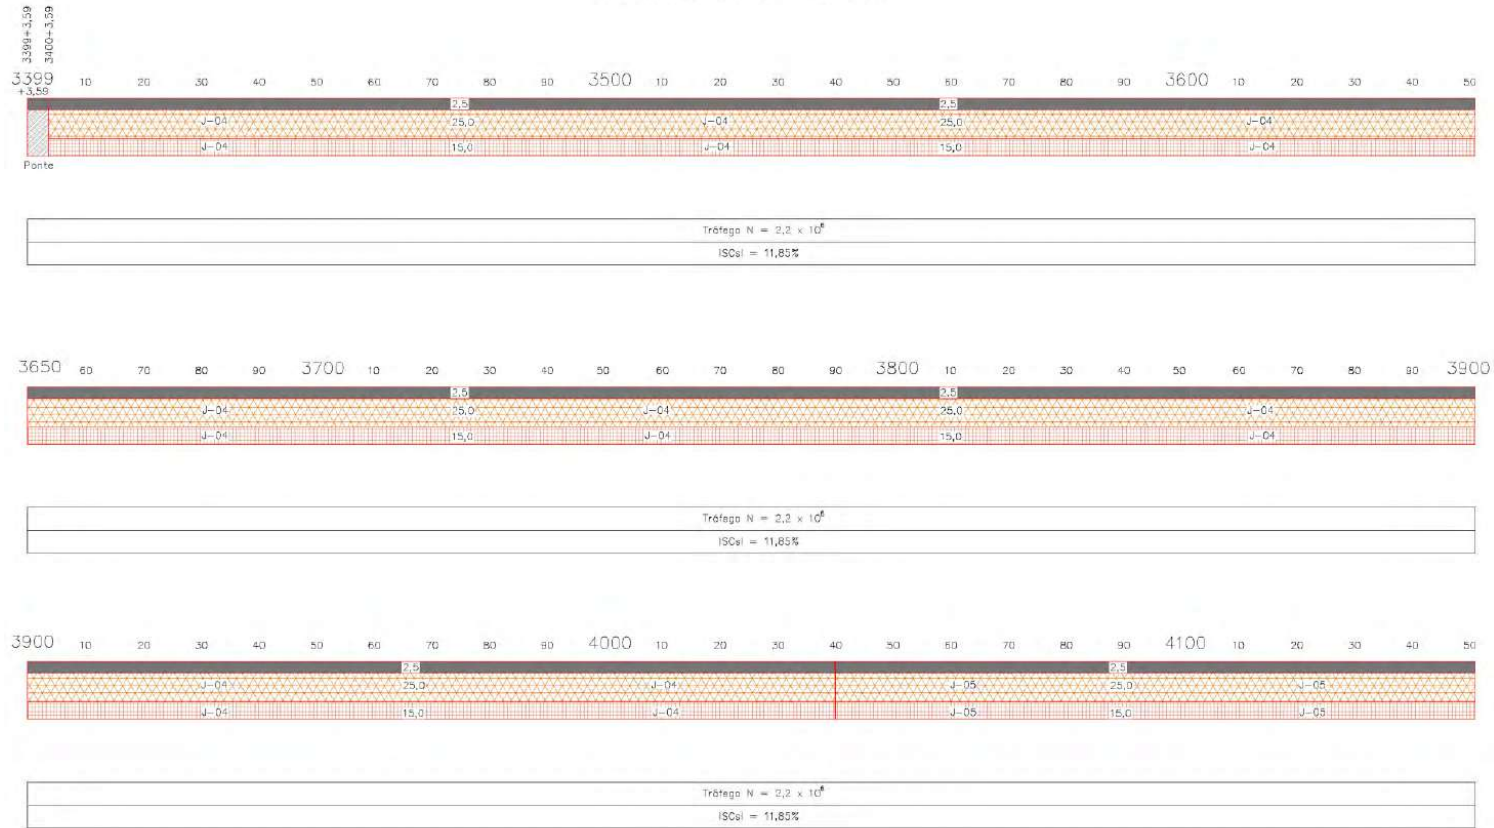 3399+3,59
3400+3,59
3399 10 20 30 40 50 60 70 80 90 3500 10 20 30 40 50 60 70 80 90 3600 10 20 30 40 50
+3,59
2,5 2,5
J-04 25,0 J-04 25,0 J-04
J-04 15,0 J-04 15,0 J-04
Ponte
Tráfego N = 2,2 x 10⁶
ISCsl = 11,85%
3650 60 70 80 90 3700 10 20 30 40 50 60 70 80 90 3800 10 20 30 40 50 60 70 80 90 3900
2,5 2,5
J-04 25,0 J-04 25,0 J-04
J-04 15,0 J-04 15,0 J-04
Tráfego N = 2,2 x 10⁶
ISCsl = 11,85%
3900 10 20 30 40 50 60 70 80 90 4000 10 20 30 40 50 60 70 80 90 4100 10 20 30 40 50
2,5 2,5
J-04 25,0 J-04 J-05 25,0 J-05
J-04 15,0 J-04 J-05 15,0 J-05
Tráfego N = 2,2 x 10⁶
ISCsl = 11,85%